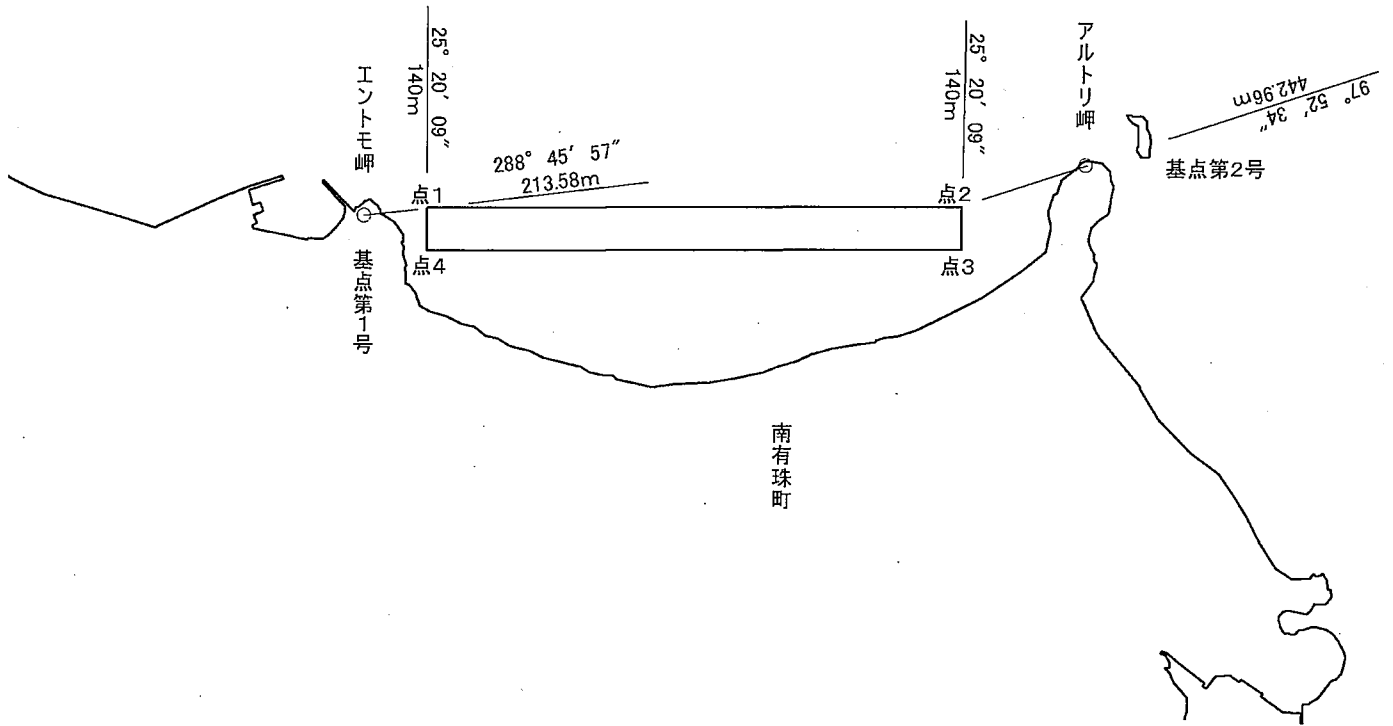 25° 20′ 09″
140m
エントモ岬
288° 45′ 57″
213.58m
点1
点4
基点第1号
25° 20′ 09″
140m
点2
点3
アルトリ岬
97° 52′ 34″
442.96m
基点第2号
南有珠町